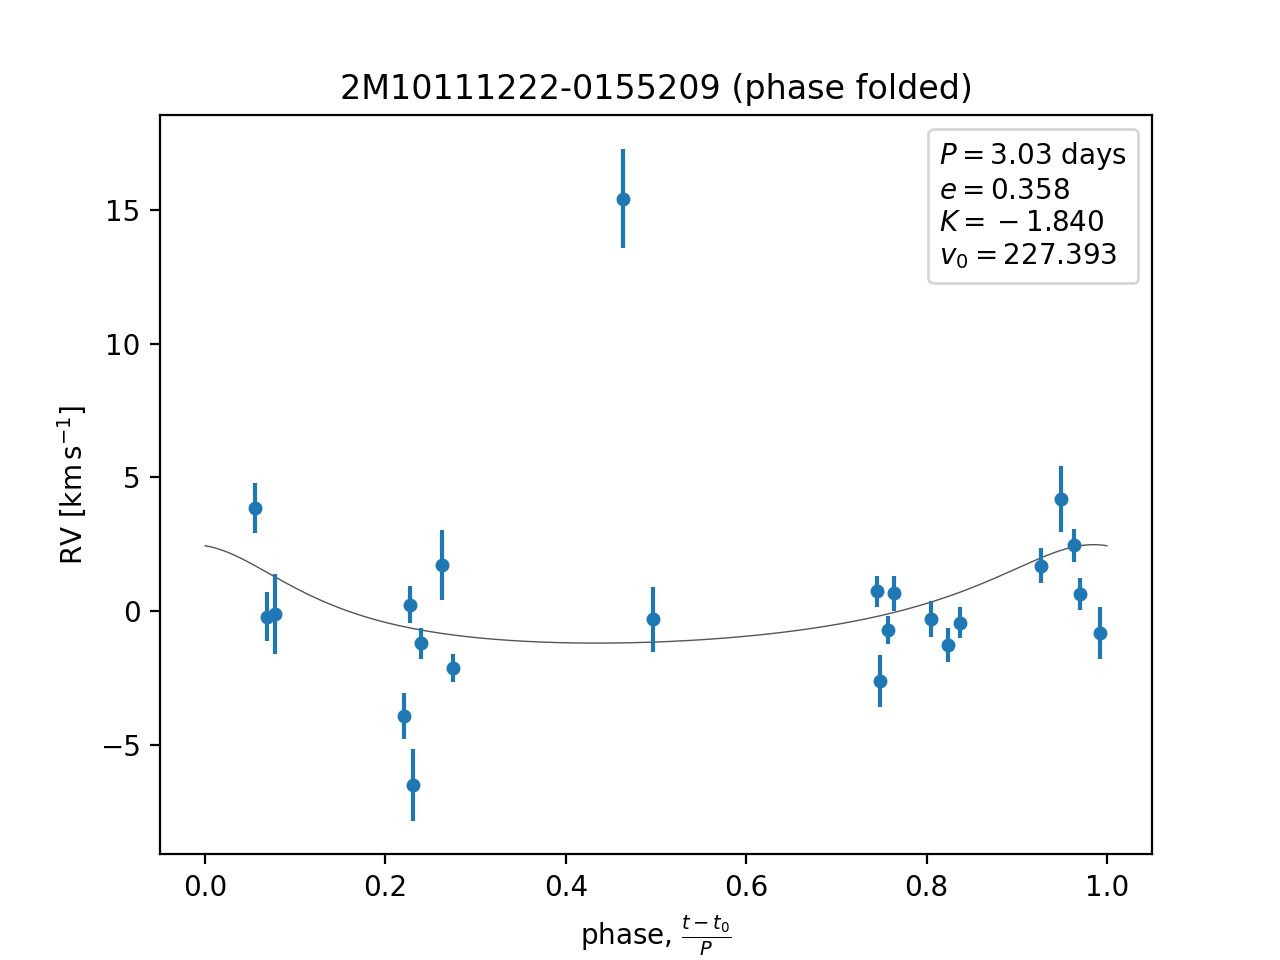 2M10111222-0155209 (phase folded)
P = 3.03 days
e = 0.358
K = −1.840
v₀ = 227.393
15
10
5
0
−5
RV [km s⁻¹]
0.0 0.2 0.4 0.6 0.8 1.0
phase, (t − t₀)/P